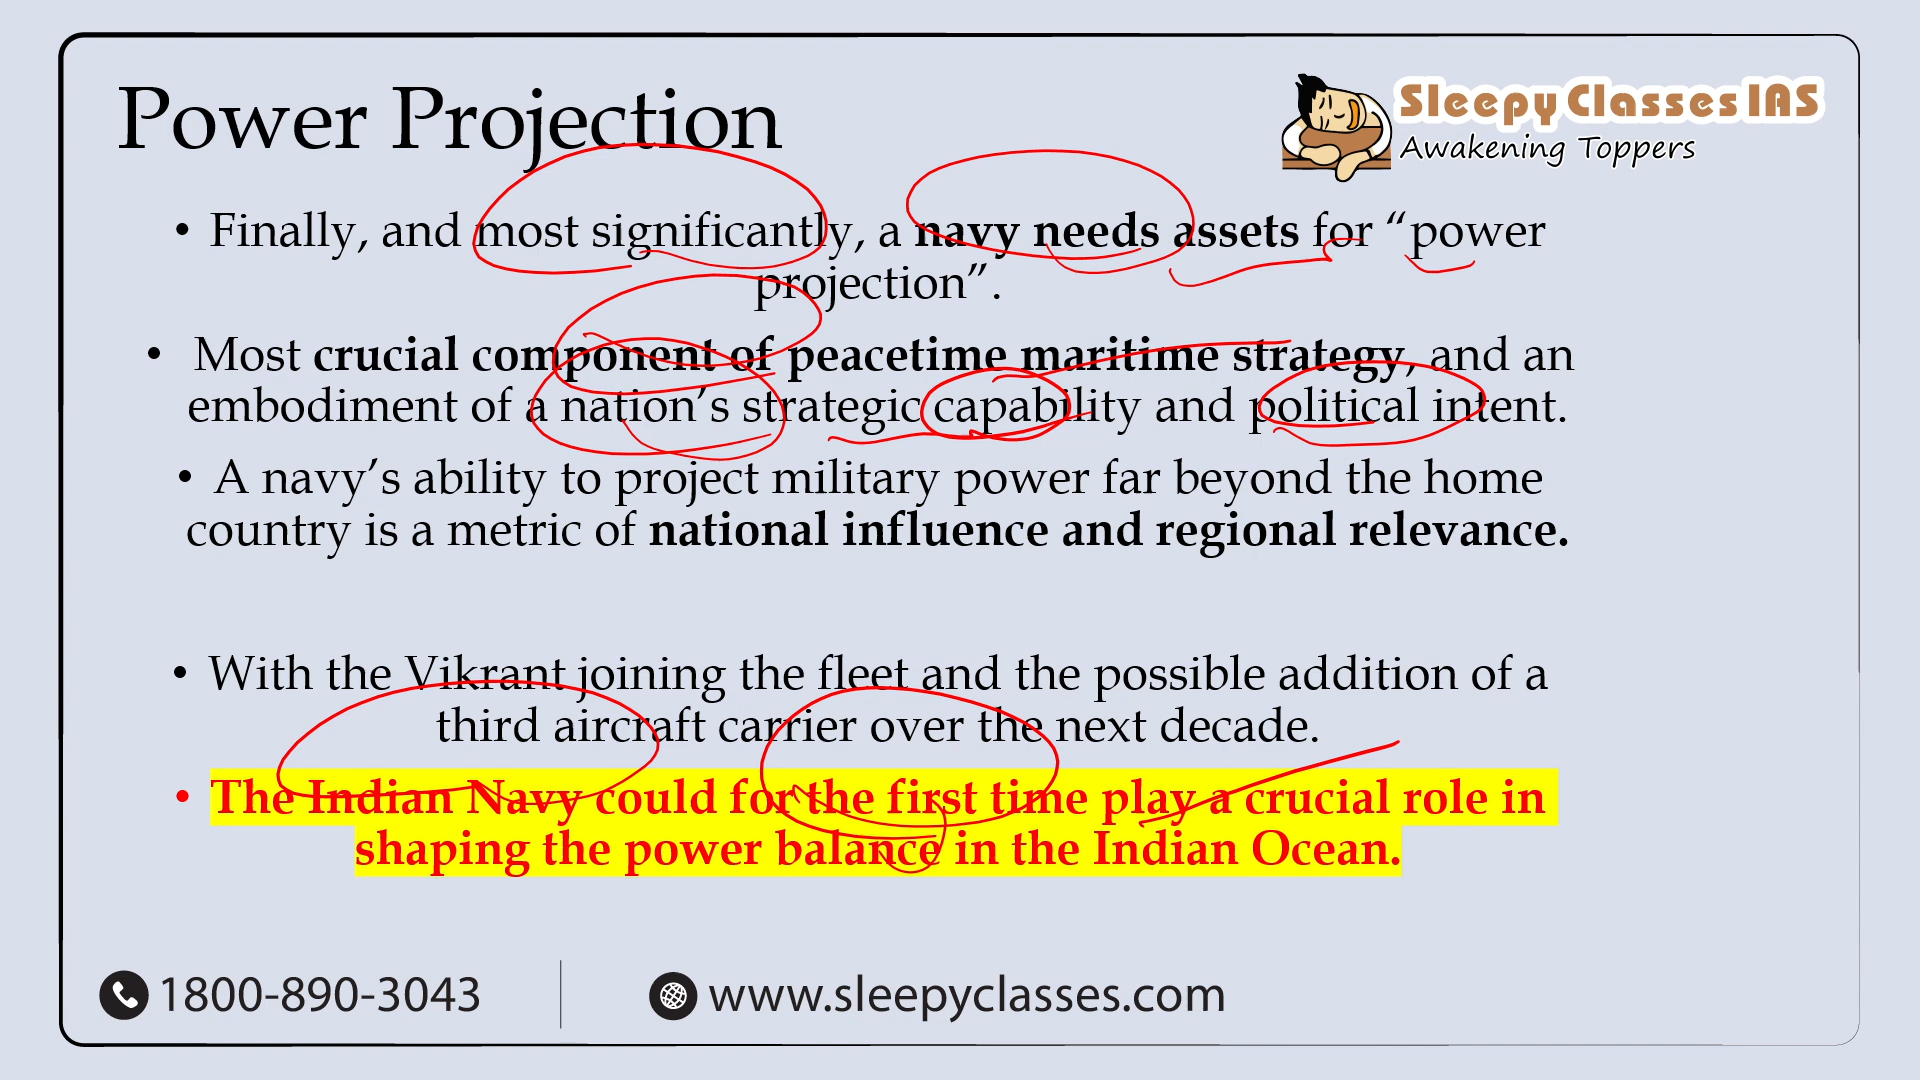 Power Projection
Sleepy Classes IAS
Awakening Toppers
• Finally, and most significantly, a navy needs assets for “power
projection”.
• Most crucial component of peacetime maritime strategy, and an
embodiment of a nation’s strategic capability and political intent.
• A navy’s ability to project military power far beyond the home
country is a metric of national influence and regional relevance.
• With the Vikrant joining the fleet and the possible addition of a
third aircraft carrier over the next decade.
• The Indian Navy could for the first time play a crucial role in
shaping the power balance in the Indian Ocean.
1800-890-3043
www.sleepyclasses.com